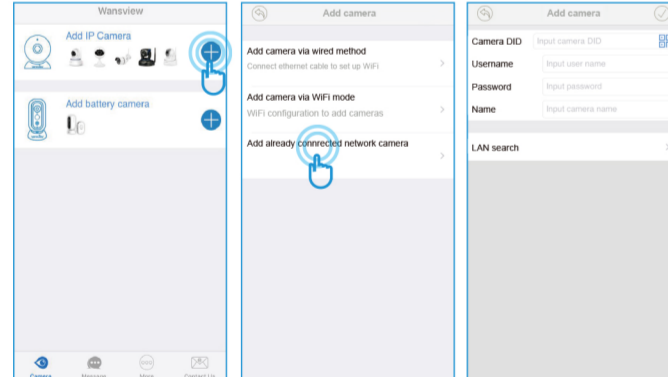 Wansview
Add IP Camera
Add battery camera
Camera
Message
More
Contact Us
Add camera
Add camera via wired method
Connect ethernet cable to set up WiFi
Add camera via WiFi mode
WiFi configuration to add cameras
Add already connrected network camera
Add camera
Camera DID Input camera DID
Username Input user name
Password Input password
Name Input camera name
LAN search